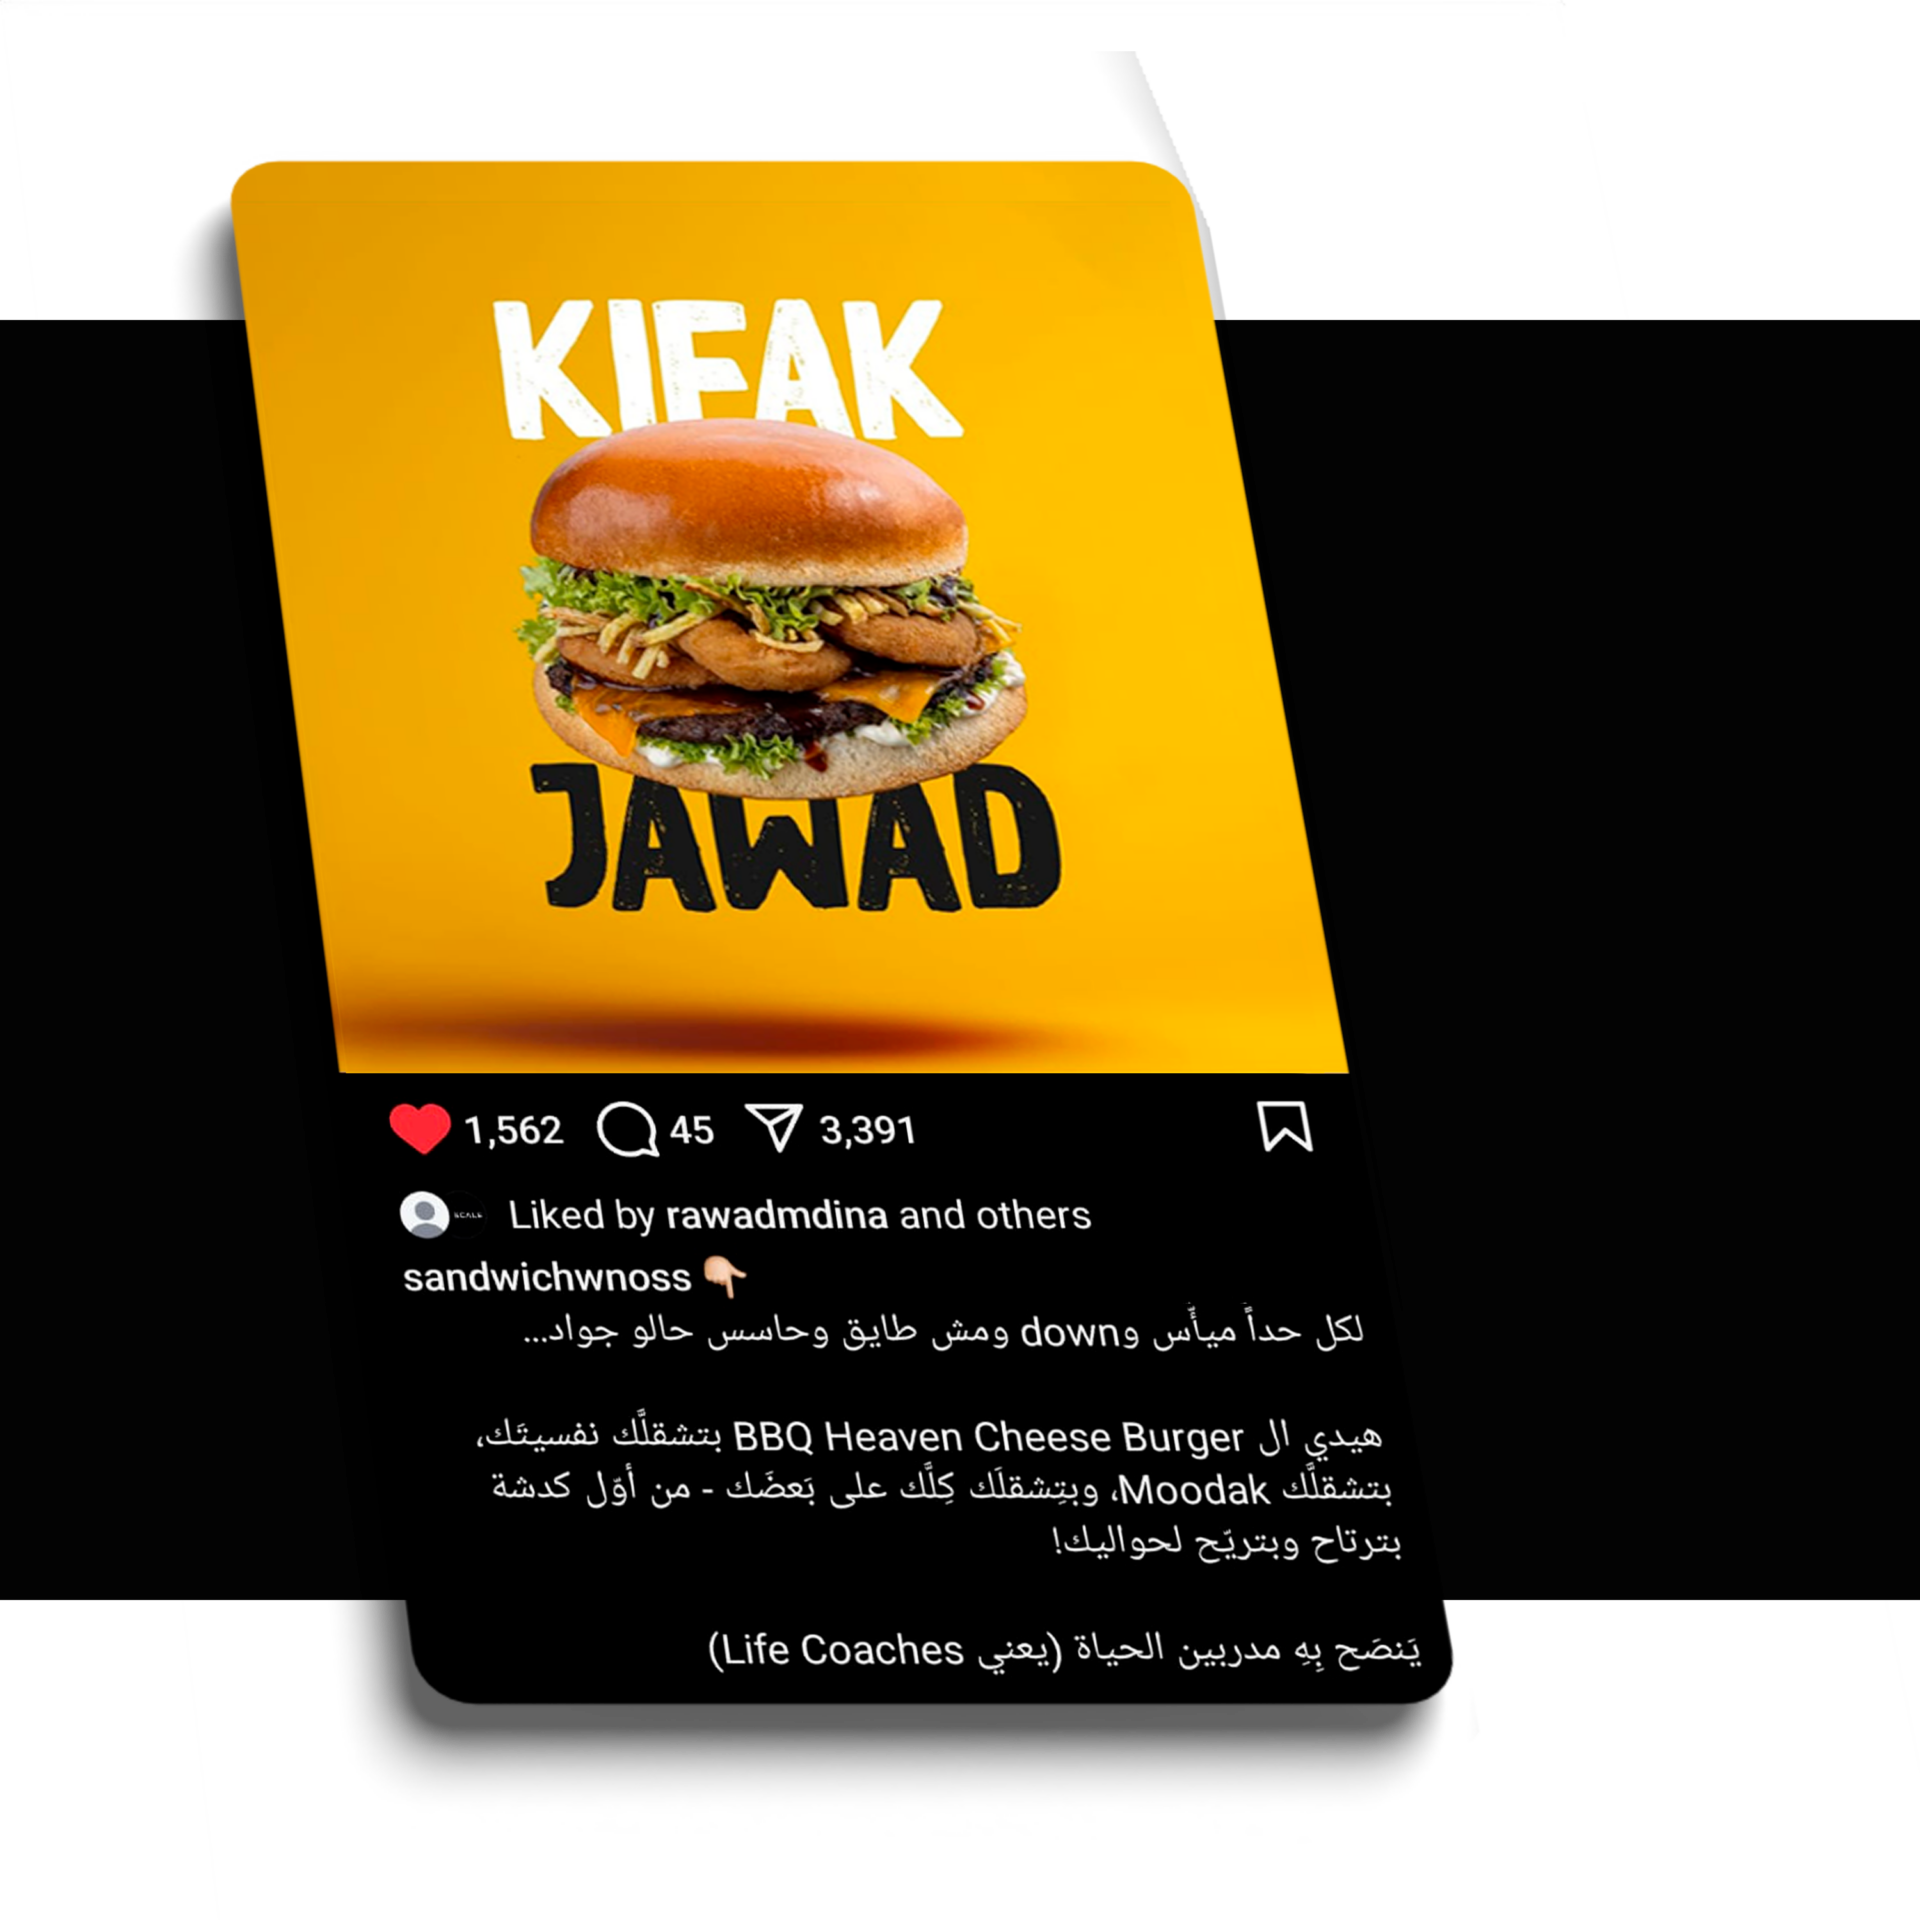 KIFAK
JAWAD
1,562 45 3,391
SCALE
Liked by rawadmdina and others
sandwichwnoss 👇🏼
لكل حداً ميأَّس وdown ومش طايق وحاسس حالو جواد...
هيدي ال BBQ Heaven Cheese Burger بتشقلَّك نفسيتَك،
بتشقلَّك Moodak، وبتِشقلَك كِلَّك على بَعضَك - من أوّل كدشة
بترتاح وبتريّح لحواليك!
يَنصَح بِهِ مدربين الحياة (يعني Life Coaches)